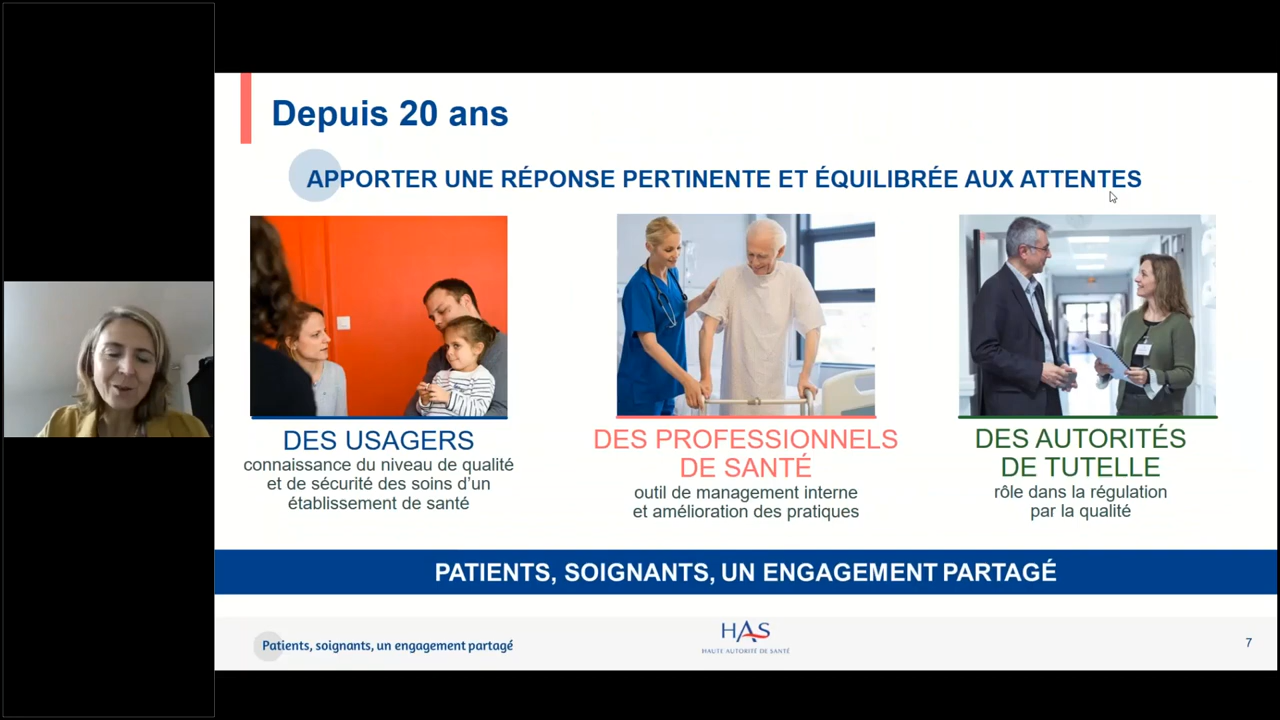 Depuis 20 ans
APPORTER UNE RÉPONSE PERTINENTE ET ÉQUILIBRÉE AUX ATTENTES
DES USAGERS
connaissance du niveau de qualité
et de sécurité des soins d'un
établissement de santé
DES PROFESSIONNELS
DE SANTÉ
outil de management interne
et amélioration des pratiques
DES AUTORITÉS
DE TUTELLE
rôle dans la régulation
par la qualité
PATIENTS, SOIGNANTS, UN ENGAGEMENT PARTAGÉ
Patients, soignants, un engagement partagé
HAS
HAUTE AUTORITÉ DE SANTÉ
7